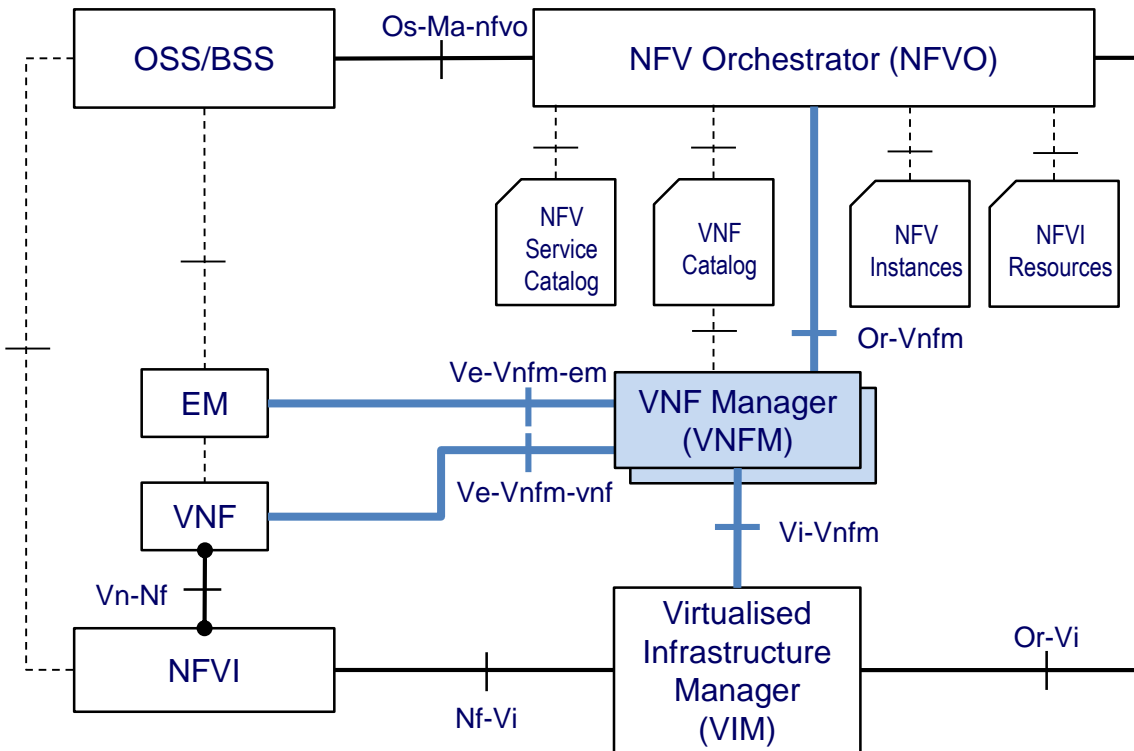 Os-Ma-nfvo
OSS/BSS
NFV Orchestrator (NFVO)
NFV
Service
Catalog
VNF
Catalog
NFV
Instances
NFVI
Resources
Or-Vnfm
Ve-Vnfm-em
EM
VNF Manager
(VNFM)
Ve-Vnfm-vnf
VNF
Vi-Vnfm
Vn-Nf
Virtualised
Infrastructure
Manager
(VIM)
Or-Vi
NFVI
Nf-Vi